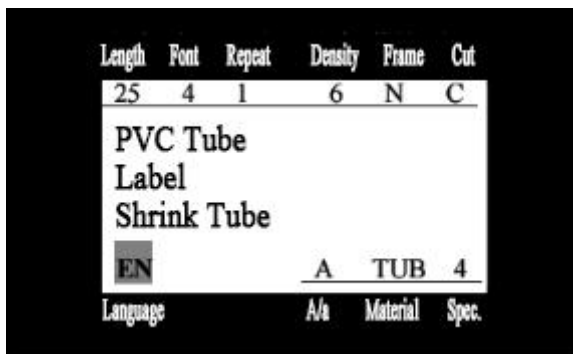 Length Font Repeat Density Frame Cut
25 4 1 6 N C
PVC Tube
Label
Shrink Tube
EN A TUB 4
Language A/a Material Spec.